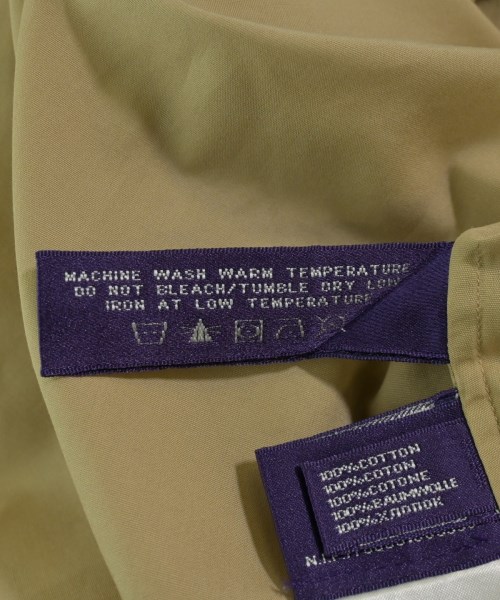 MACHINE WASH WARM TEMPERATURE
DO NOT BLEACH/TUMBLE DRY LOW
IRON AT LOW TEMPERATURE
100%COTTON
100%COTON
100%COTONE
100%BAUMWOLLE
100%ХЛОПОК